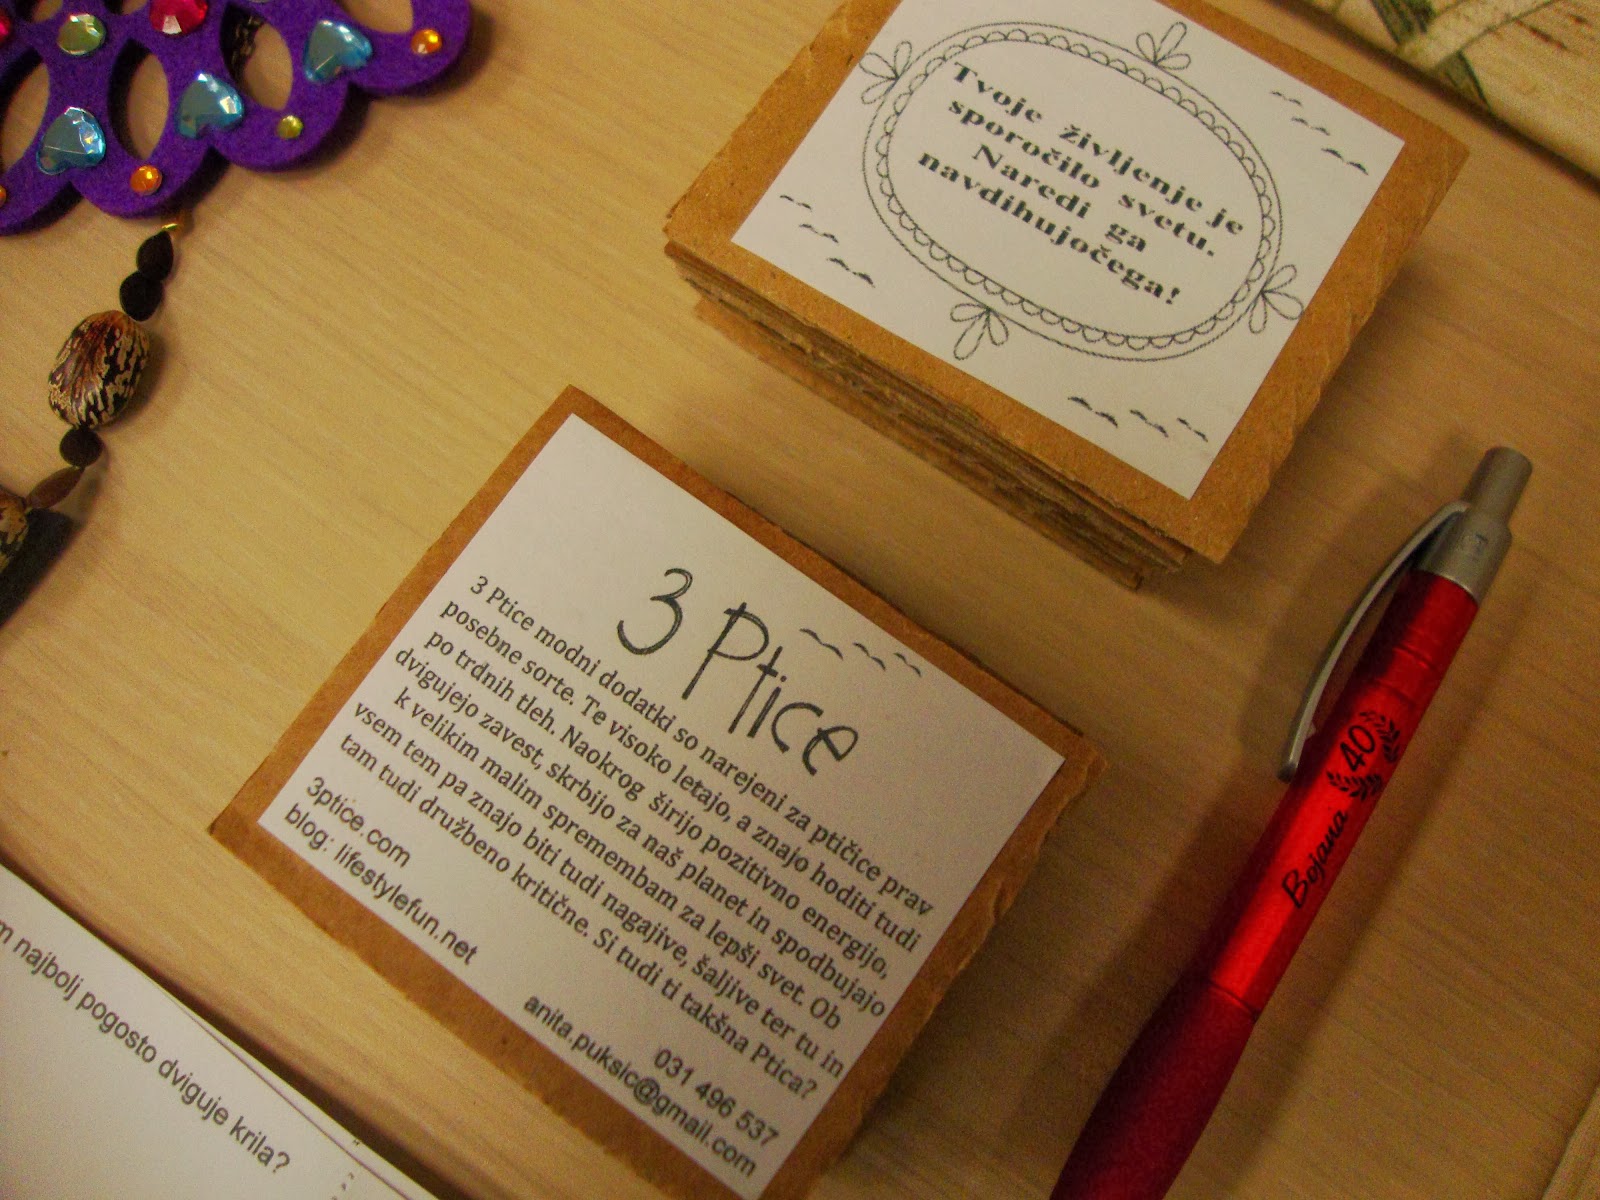 Tvoje življenje je
sporočilo svetu.
Naredi ga
navdihujočega!
3 Ptice
3 Ptice modni dodatki so narejeni za ptičice prav
posebne sorte. Te visoko letajo, a znajo hoditi tudi
po trdnih tleh. Naokrog širijo pozitivno energijo,
dvigujejo zavest, skrbijo za naš planet in spodbujajo
k velikim malim spremembam za lepši svet. Ob
vsem tem pa znajo biti tudi nagajive, šaljive ter tu in
tam tudi družbeno kritične. Si tudi ti takšna Ptica?
3ptice.com
blog: lifestylefun.net
031 496 537
anita.puksic@gmail.com
40
Bojana
najbolj pogosto dviguje krila?